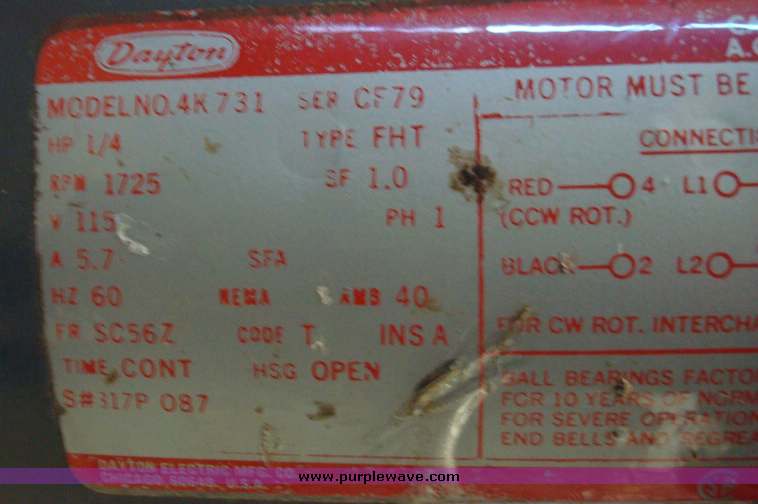 Dayton
A.
MODEL NO. 4K731 SER CF79
HP 1/4 TYPE FHT
RPM 1725 SF 1.0
V 115 PH 1
A 5.7 SFA
HZ 60 NEMA AMB 40
FR SC56Z CODE T INS A
TIME CONT HSG OPEN
S#317P 087
DAYTON ELECTRIC MFG. CO.
CHICAGO, 60648, U.S.A.
MOTOR MUST BE
CONNECTI
RED 4 L1
(CCW ROT.)
BLACK 2 L2
FOR CW ROT. INTERCHA
BALL BEARINGS FACTO
FOR 10 YEARS OF NORM
FOR SEVERE OPERATION
END BELLS AND REGREA
www.purplewave.com